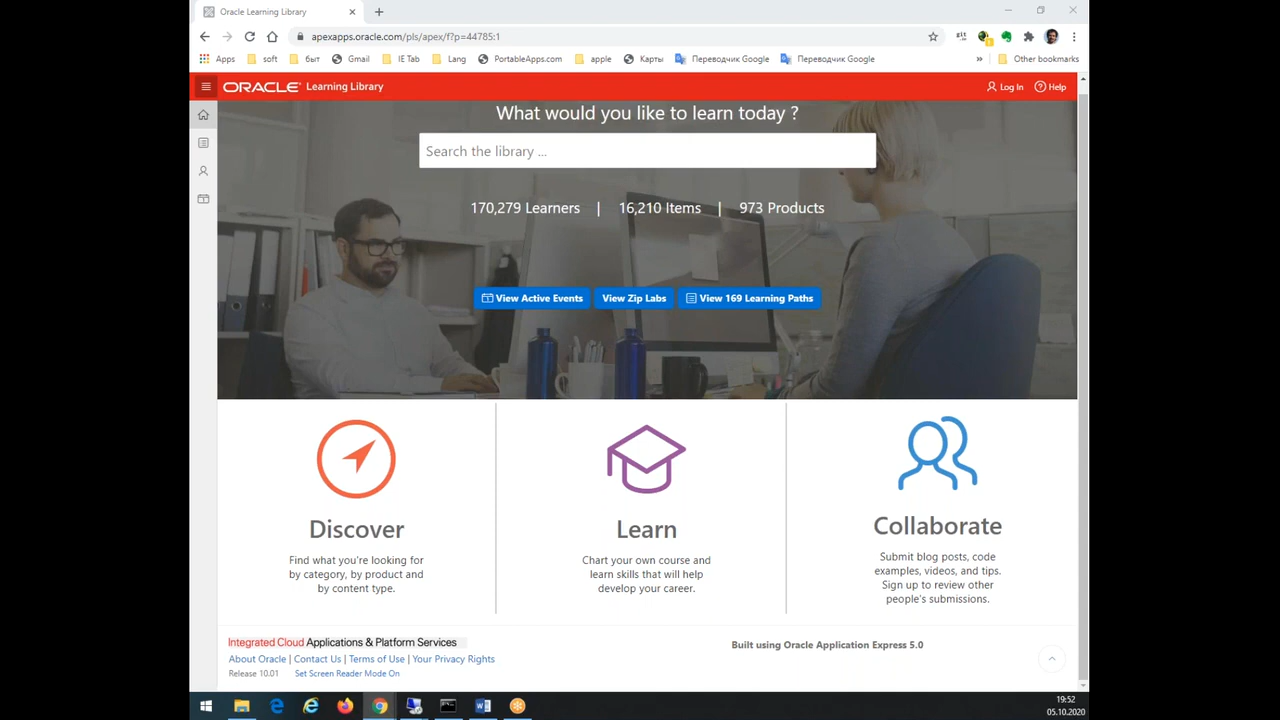 Oracle Learning Library
apexapps.oracle.com/pls/apex/f?p=44785:1
Apps soft быт Gmail IE Tab Lang PortableApps.com apple Карты Переводчик Google Переводчик Google » Other bookmarks
ORACLE Learning Library Log In Help
What would you like to learn today ?
Search the library ...
170,279 Learners | 16,210 Items | 973 Products
View Active Events View Zip Labs View 169 Learning Paths
Discover
Find what you're looking for
by category, by product and
by content type.
Learn
Chart your own course and
learn skills that will help
develop your career.
Collaborate
Submit blog posts, code
examples, videos, and tips.
Sign up to review other
people's submissions.
Integrated Cloud Applications & Platform Services
Built using Oracle Application Express 5.0
About Oracle | Contact Us | Terms of Use | Your Privacy Rights
Release 10.01 Set Screen Reader Mode On
19:52
05.10.2020